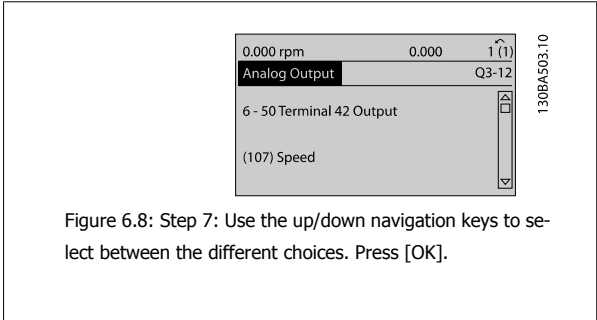 0.000 rpm 0.000 1 (1)
Analog Output Q3-12
6 - 50 Terminal 42 Output
(107) Speed
130BA503.10
Figure 6.8: Step 7: Use the up/down navigation keys to se-
lect between the different choices. Press [OK].